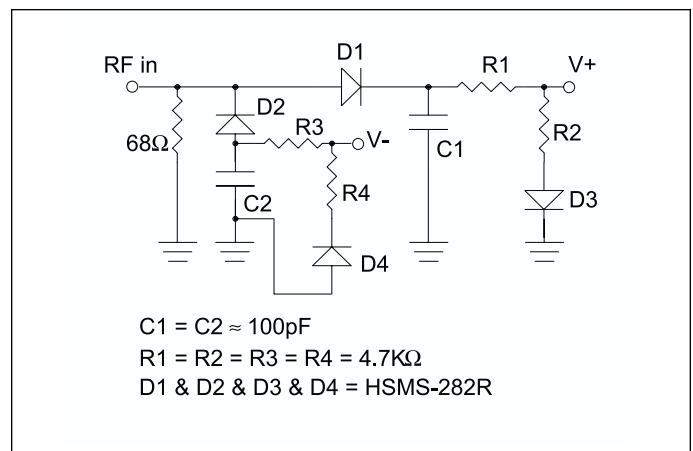 D1
RF in
R1
V+
D2
R3
V-
68Ω
R2
C1
R4
C2
D3
D4
C1 = C2 ≈ 100pF
R1 = R2 = R3 = R4 = 4.7KΩ
D1 & D2 & D3 & D4 = HSMS-282R